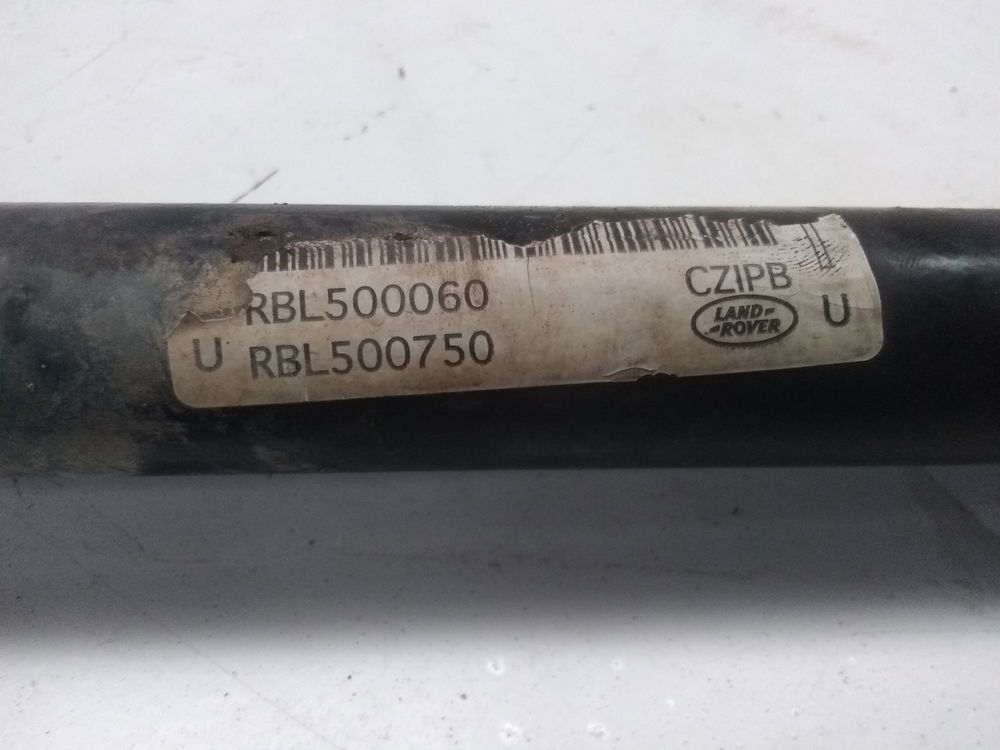 RBL500060
U RBL500750
CZIPB
LAND-
-ROVER
U